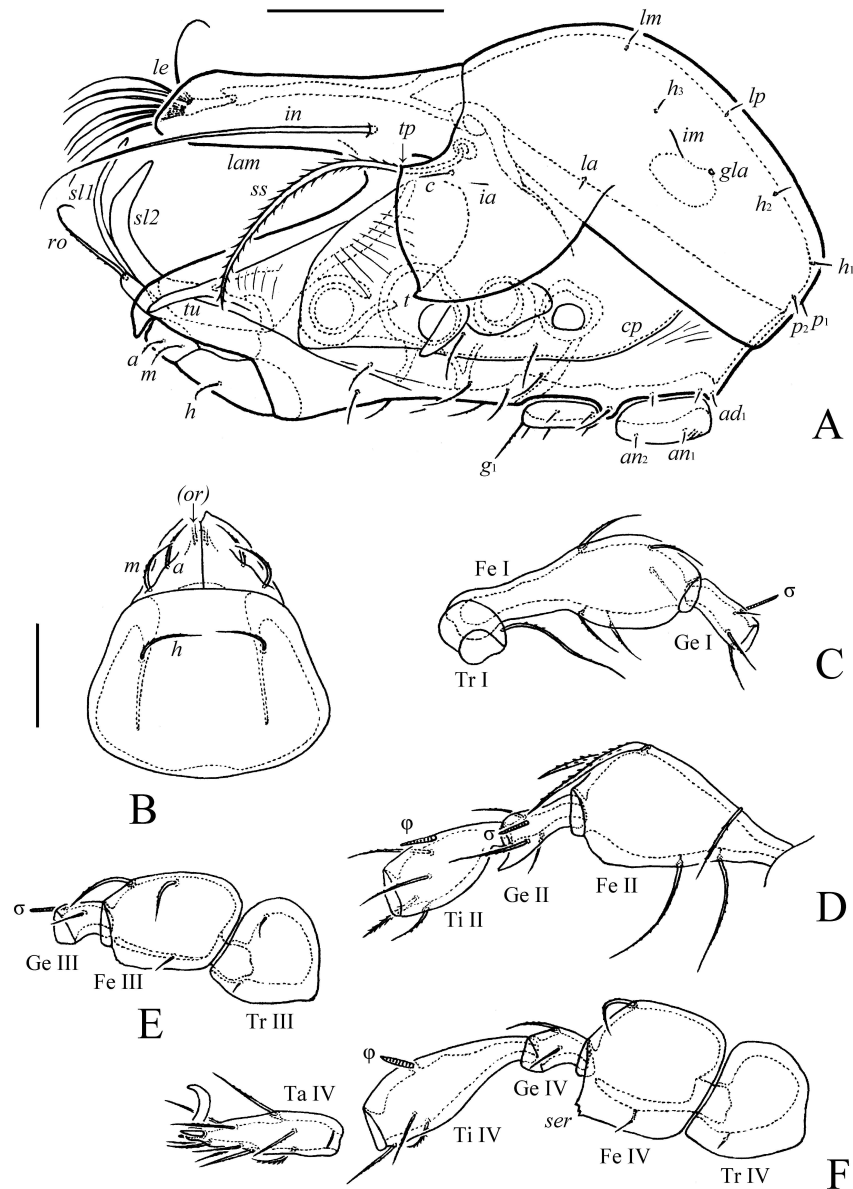 lm
le
h3
lp
in
tp
im
lam
la
gla
ss
c
ia
sl1
sl2
h2
ro
h1
tu
t
cp
p2 p1
a
m
h
ad1
A
g1
an2 an1
(or)
m a
Fe I
σ
h
Ge I
Tr I
C
B
φ
σ
Ti II
Ge II
Fe II
D
σ
Ge III
Fe III
Tr III
E
φ
Ge IV
Ta IV
Ti IV
ser
Fe IV
Tr IV
F